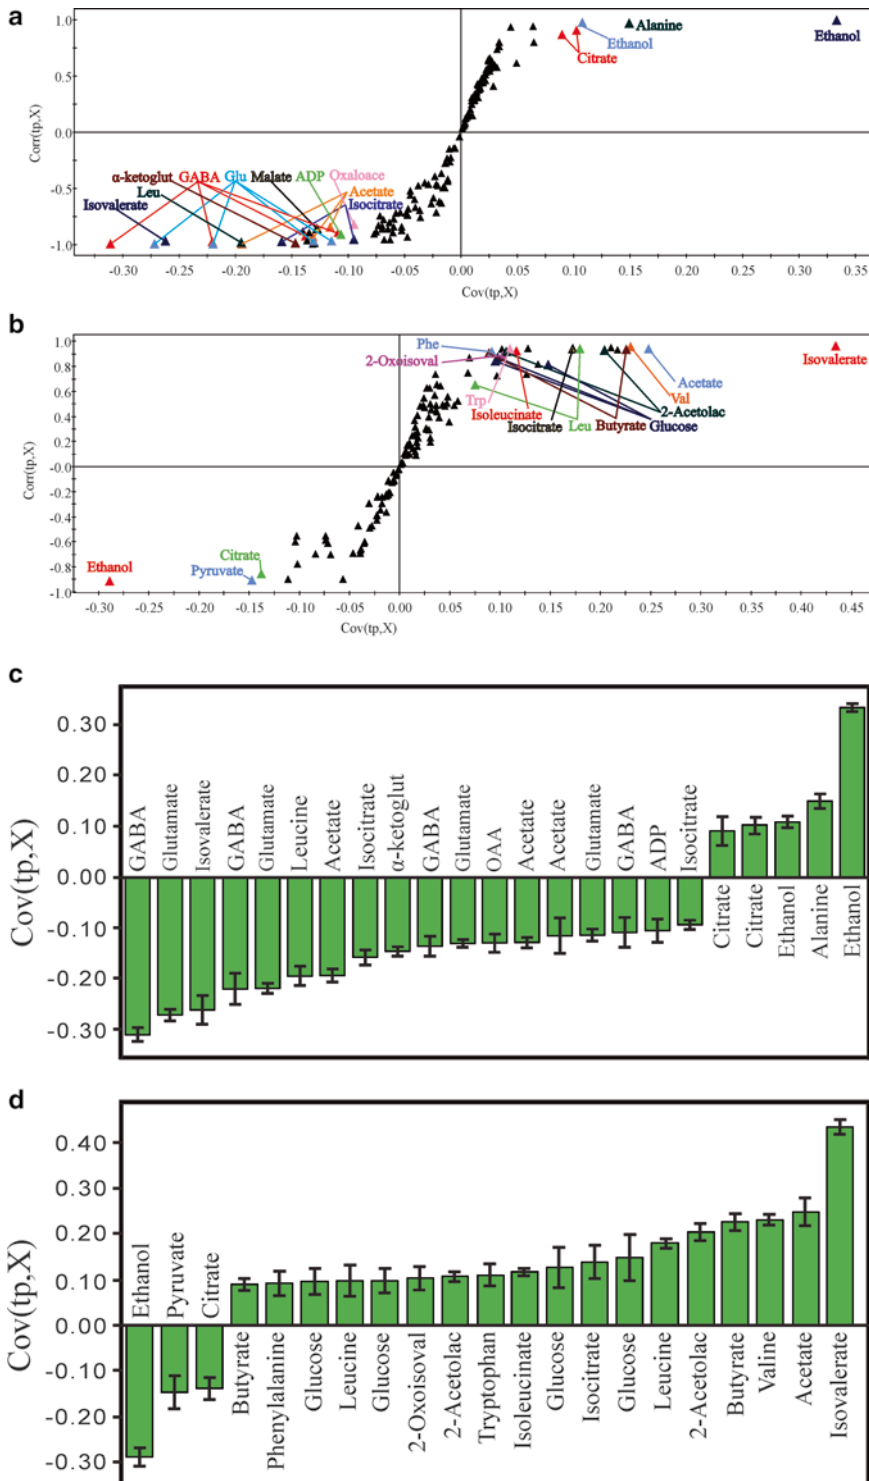 a
1.0
Alanine
Ethanol
Ethanol
Citrate
0.5
Corr(tp,X)
0.0
α-ketoglut GABA Glu Malate ADP Oxaloace
-0.5
Leu
Acetate
Isovalerate
Isocitrate
-1.0
-0.30 -0.25 -0.20 -0.15 -0.10 -0.05 0.00 0.05 0.10 0.15 0.20 0.25 0.30 0.35
Cov(tp,X)
b
1.0
Phe
0.8
2-Oxoisoval
Isovalerate
Acetate
0.6
Trp
Val
Isoleucinate
2-Acetolac
0.4
Isocitrate Leu Butyrate Glucose
0.2
Corr(tp,X)
-0.0
-0.2
-0.4
-0.6
Citrate
Ethanol
Pyruvate
-0.8
-1.0
-0.30 -0.25 -0.20 -0.15 -0.10 -0.05 0.00 0.05 0.10 0.15 0.20 0.25 0.30 0.35 0.40 0.45
Cov(tp,X)
c
0.30
0.20
0.10
0.00
-0.10
-0.20
-0.30
Cov(tp,X)
GABA
Glutamate
Isovalerate
GABA
Glutamate
Leucine
Acetate
Isocitrate
α-ketoglut
GABA
Glutamate
OAA
Acetate
Acetate
Glutamate
GABA
ADP
Isocitrate
Citrate
Citrate
Ethanol
Alanine
Ethanol
d
0.40
0.30
0.20
0.10
0.00
-0.10
-0.20
-0.30
Cov(tp,X)
Ethanol
Pyruvate
Citrate
Butyrate
Phenylalanine
Glucose
Leucine
Glucose
2-Oxoisoval
2-Acetolac
Tryptophan
Isoleucinate
Glucose
Isocitrate
Glucose
Leucine
2-Acetolac
Butyrate
Valine
Acetate
Isovalerate